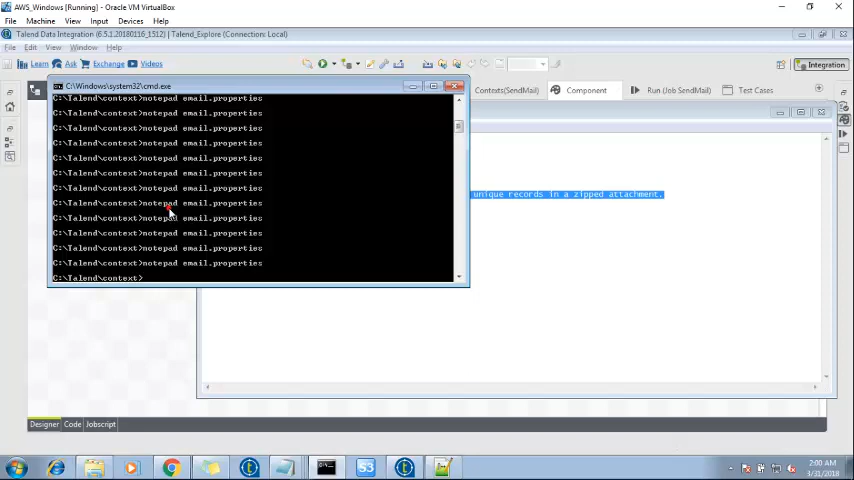 AWS_Windows [Running] - Oracle VM VirtualBox
File Machine View Input Devices Help
Talend Data Integration (6.5.1.20180116_1512) | Talend_Explore (Connection: Local)
File Edit View Window Help
Learn Ask Exchange Videos
Integration
C:\Windows\system32\cmd.exe
Contexts(SendMail) Component Run (Job SendMail) Test Cases
C:\Talend\context>notepad email.properties
C:\Talend\context>notepad email.properties
C:\Talend\context>notepad email.properties
C:\Talend\context>notepad email.properties
C:\Talend\context>notepad email.properties
C:\Talend\context>notepad email.properties
C:\Talend\context>notepad email.properties
C:\Talend\context>notepad email.properties
C:\Talend\context>notepad email.properties
C:\Talend\context>notepad email.properties
C:\Talend\context>notepad email.properties
C:\Talend\context>notepad email.properties
C:\Talend\context>
unique records in a zipped attachment.
Designer Code Jobscript
S3
2:00 AM
3/31/2018